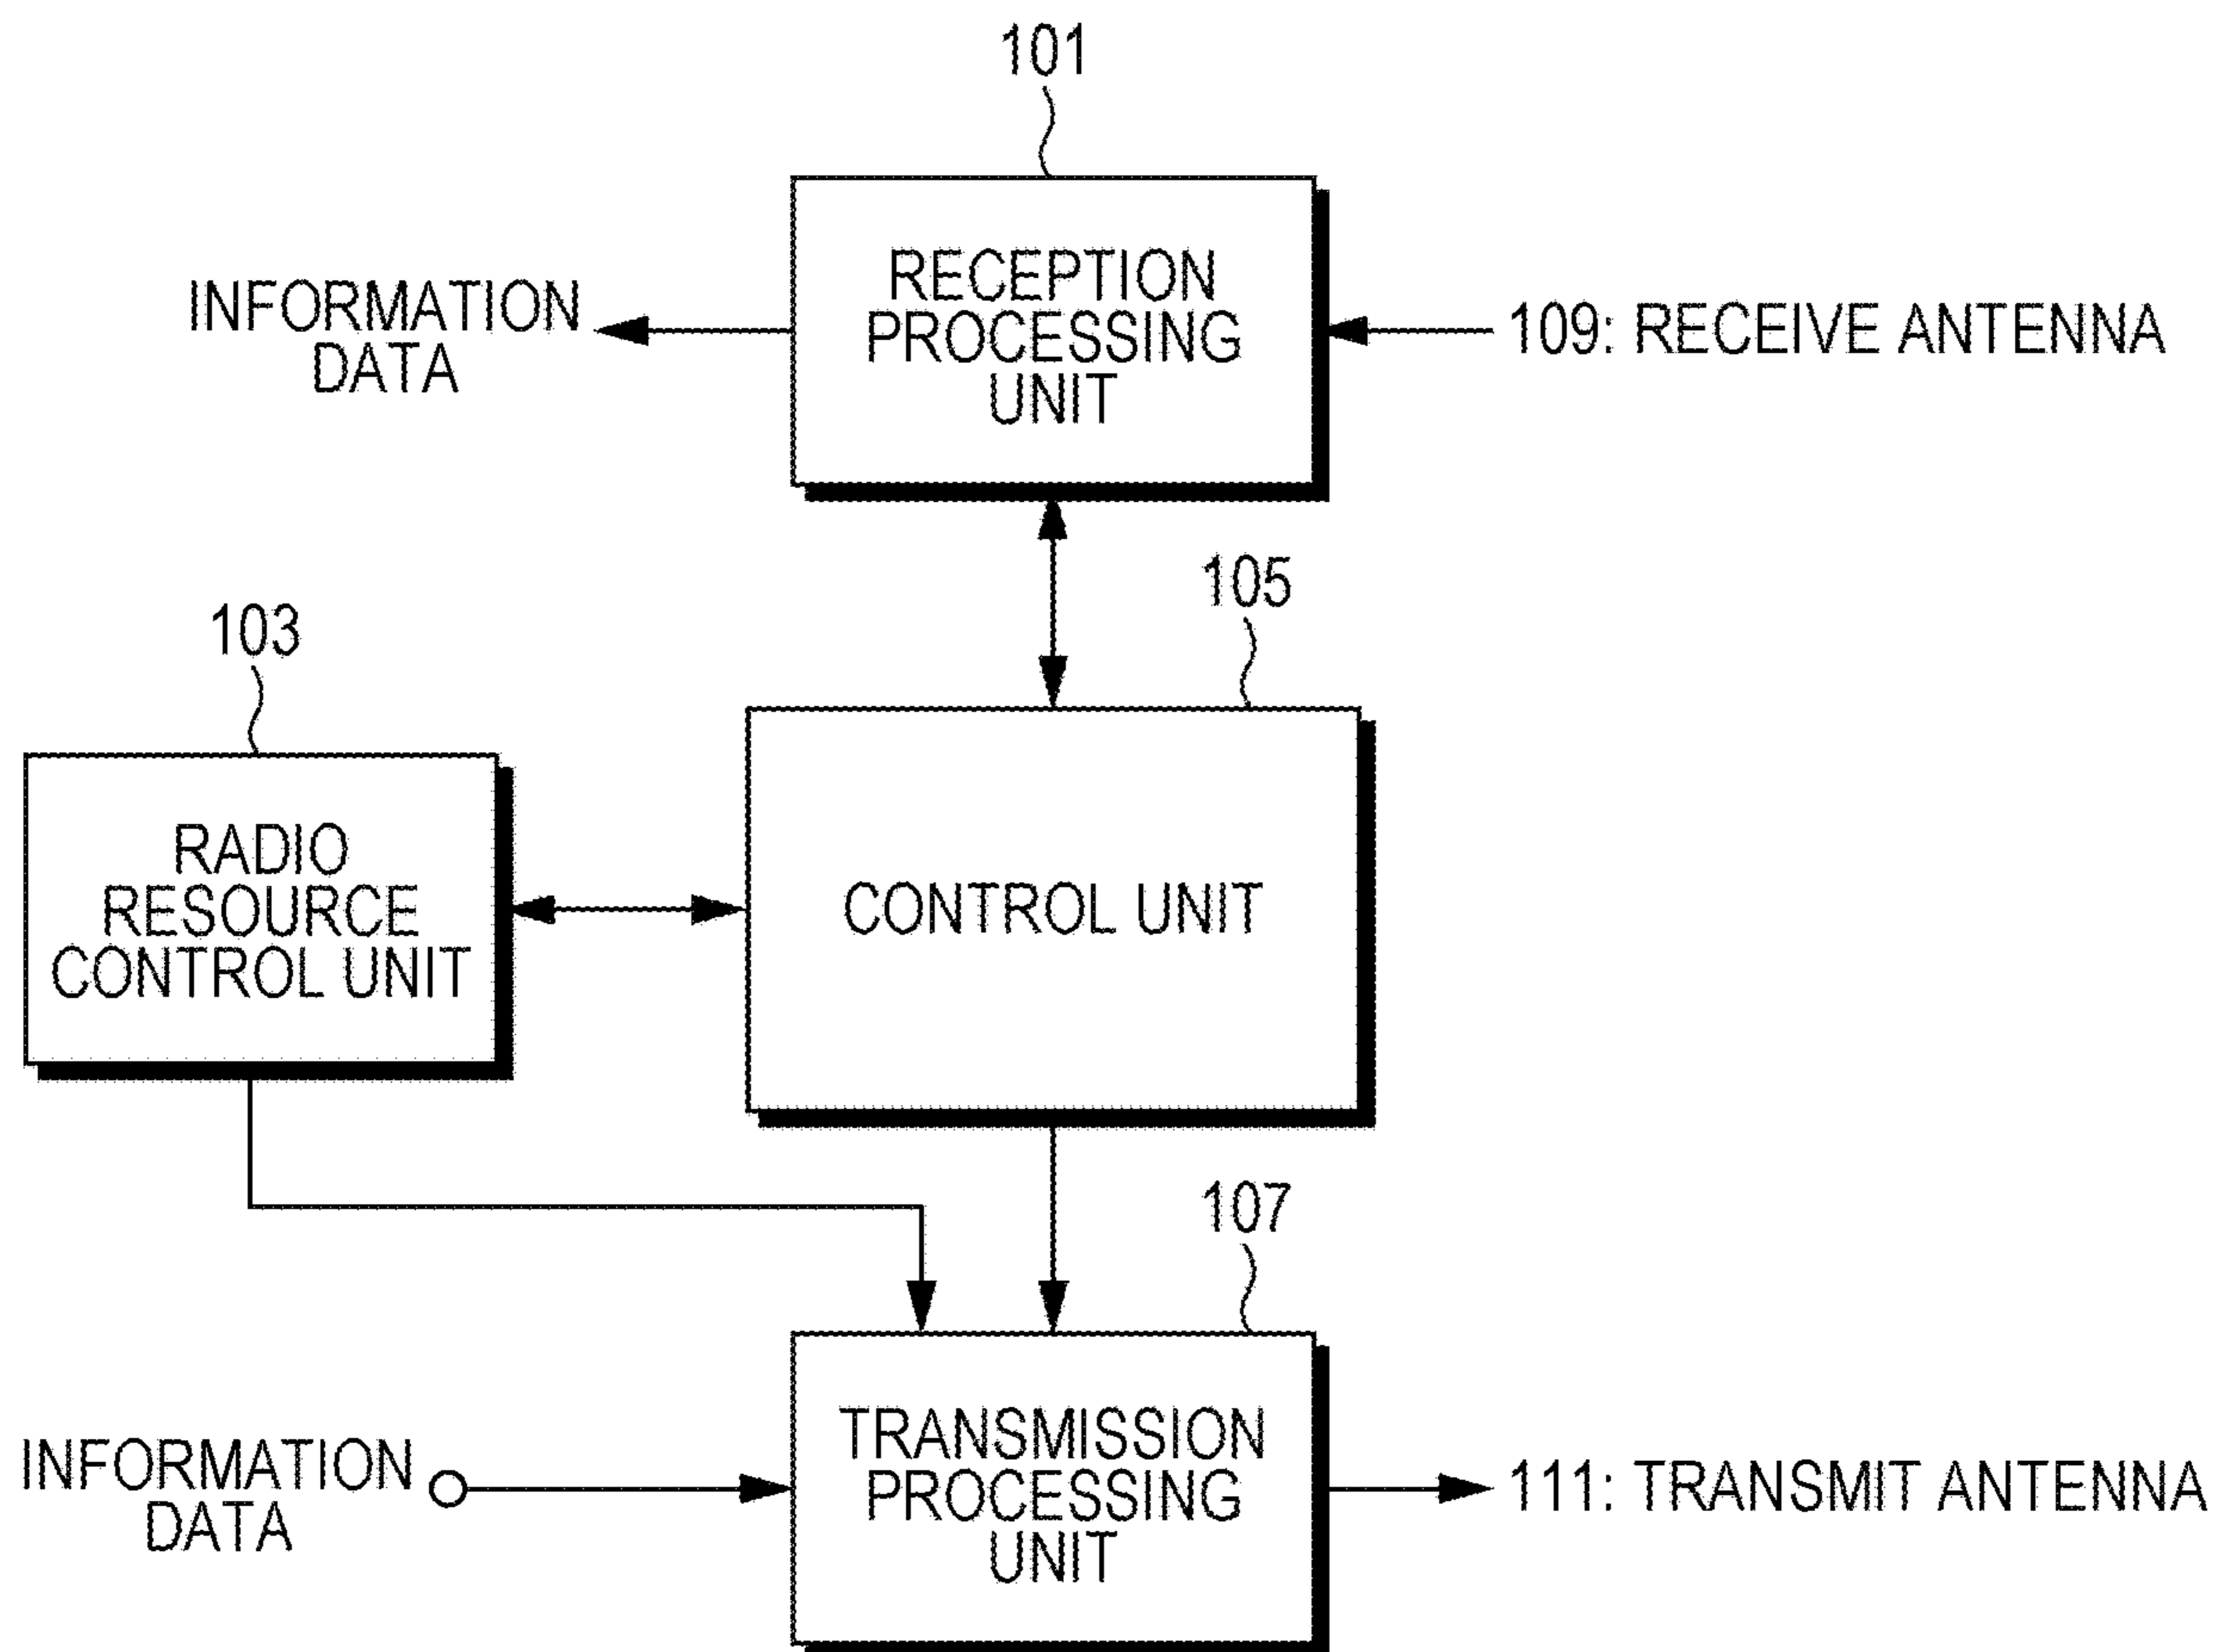 101
RECEPTION
PROCESSING
UNIT
INFORMATION
DATA
109: RECEIVE ANTENNA
105
103
RADIO
RESOURCE
CONTROL UNIT
CONTROL UNIT
107
INFORMATION
DATA
TRANSMISSION
PROCESSING
UNIT
111: TRANSMIT ANTENNA